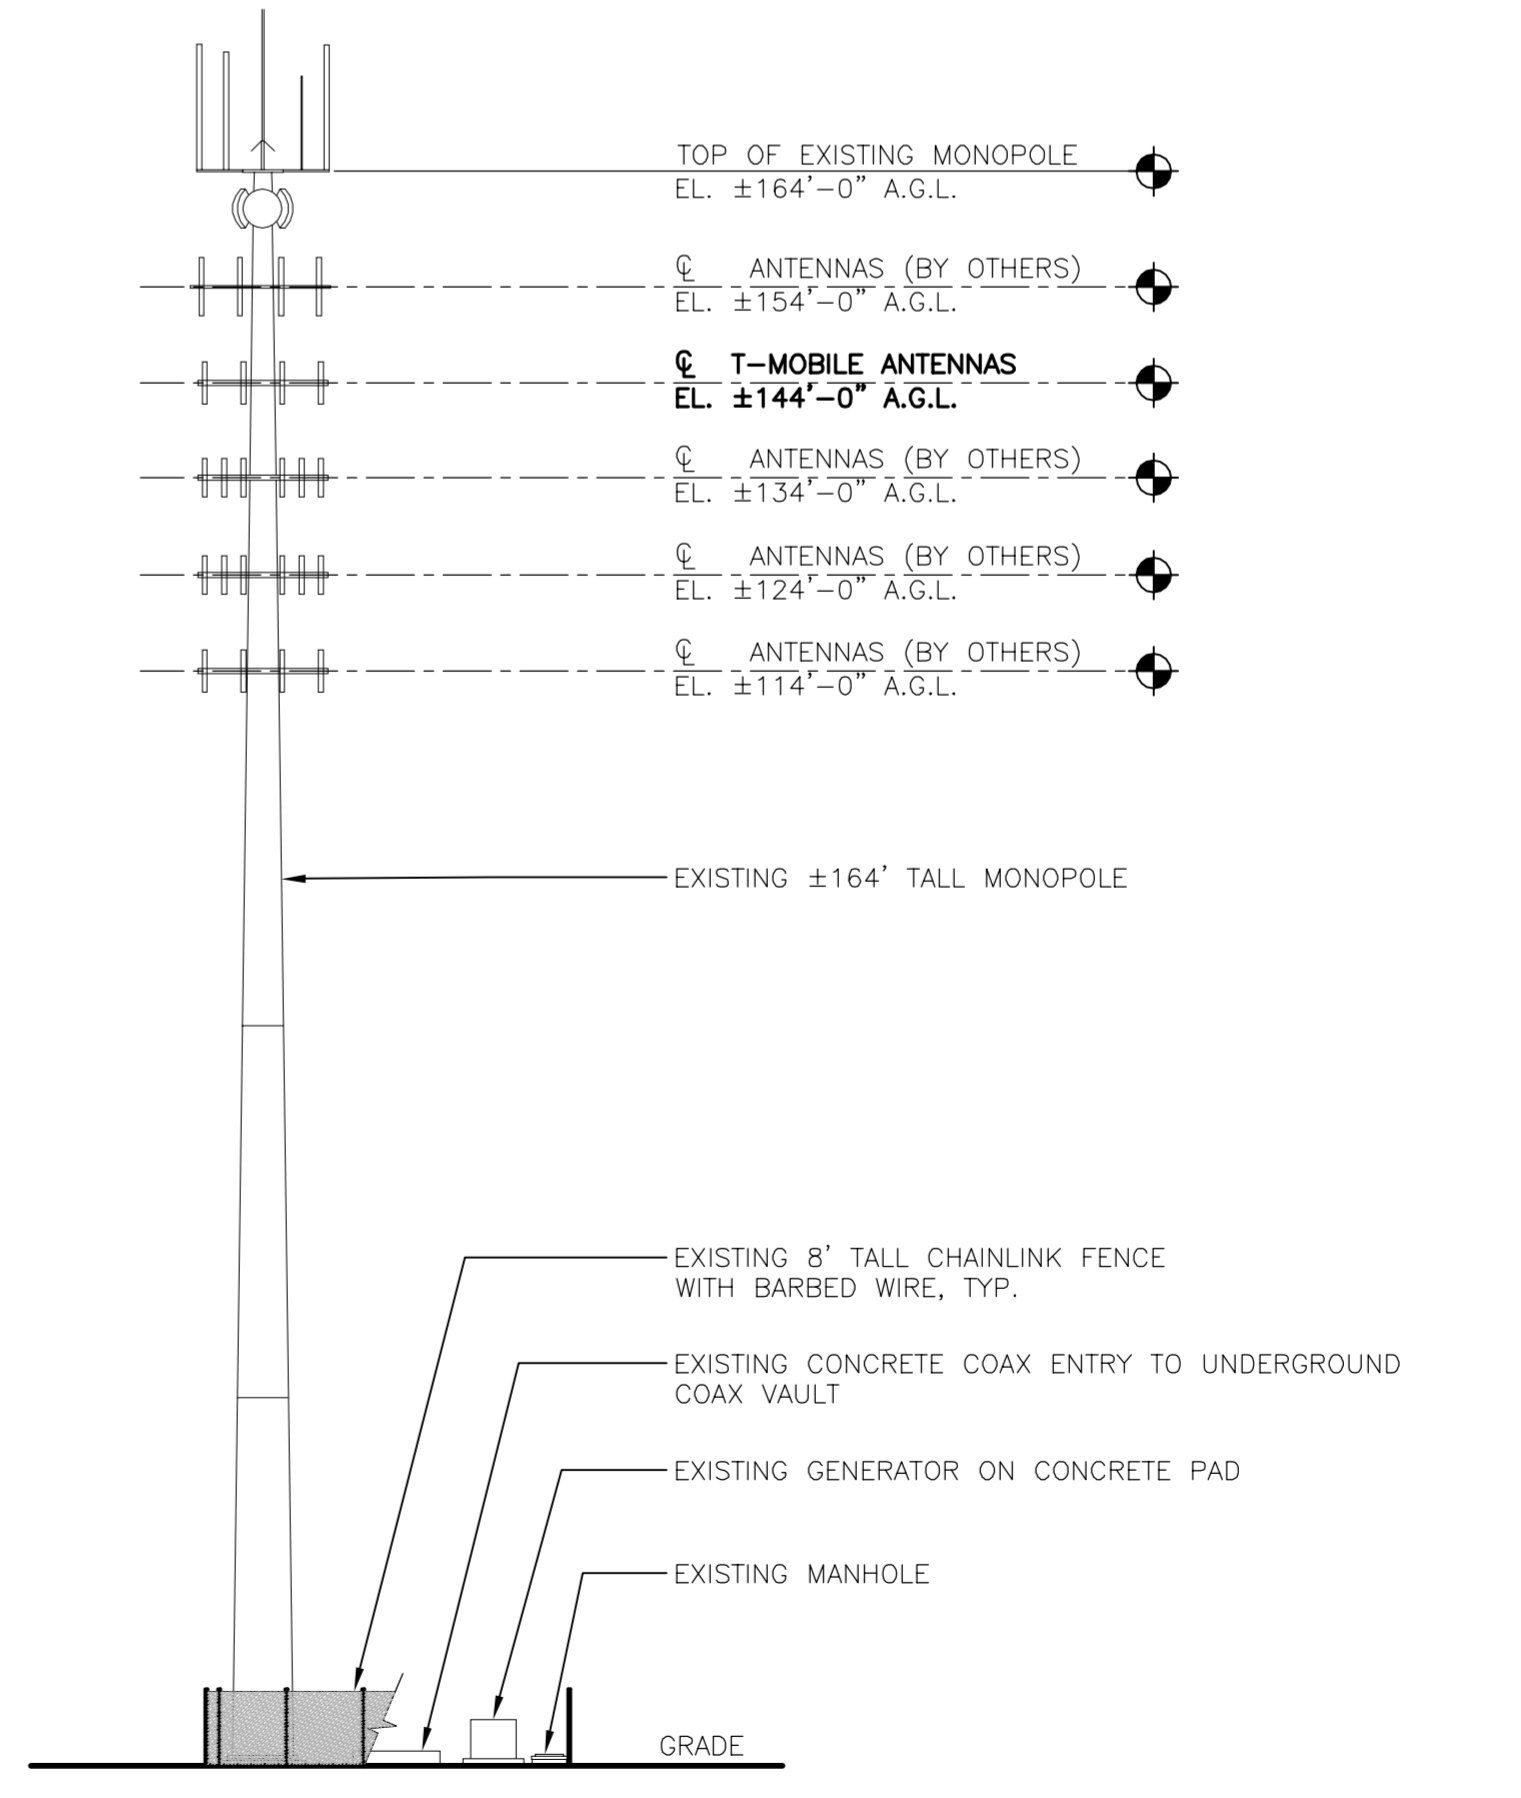 TOP OF EXISTING MONOPOLE
EL. ±164'-0" A.G.L.
℄ ANTENNAS (BY OTHERS)
EL. ±154'-0" A.G.L.
℄ T-MOBILE ANTENNAS
EL. ±144'-0" A.G.L.
℄ ANTENNAS (BY OTHERS)
EL. ±134'-0" A.G.L.
℄ ANTENNAS (BY OTHERS)
EL. ±124'-0" A.G.L.
℄ ANTENNAS (BY OTHERS)
EL. ±114'-0" A.G.L.
EXISTING ±164' TALL MONOPOLE
EXISTING 8' TALL CHAINLINK FENCE
WITH BARBED WIRE, TYP.
EXISTING CONCRETE COAX ENTRY TO UNDERGROUND
COAX VAULT
EXISTING GENERATOR ON CONCRETE PAD
EXISTING MANHOLE
GRADE